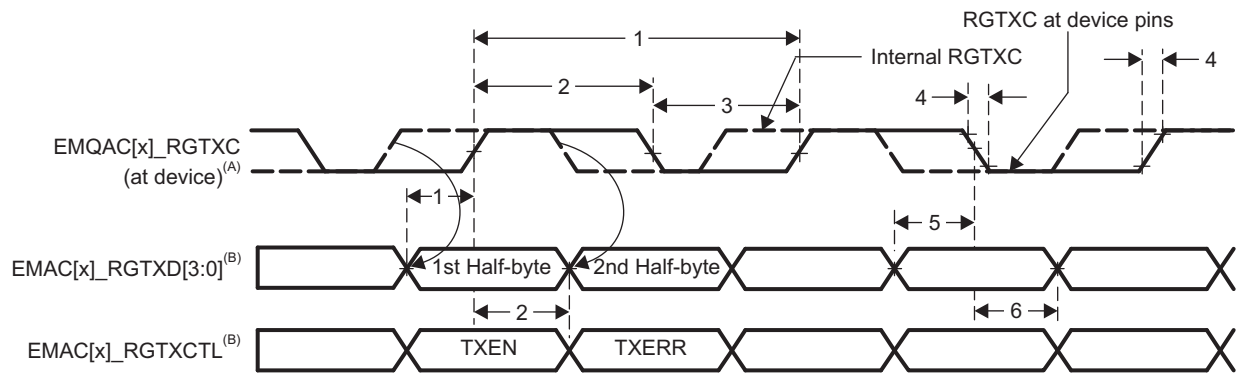 RGTXC at device pins
1
Internal RGTXC
4
2
4
3
EMQAC[x]_RGTXC
(at device)(A)
1
5
EMAC[x]_RGTXD[3:0](B)
1st Half-byte
2nd Half-byte
2
6
EMAC[x]_RGTXCTL(B)
TXEN
TXERR